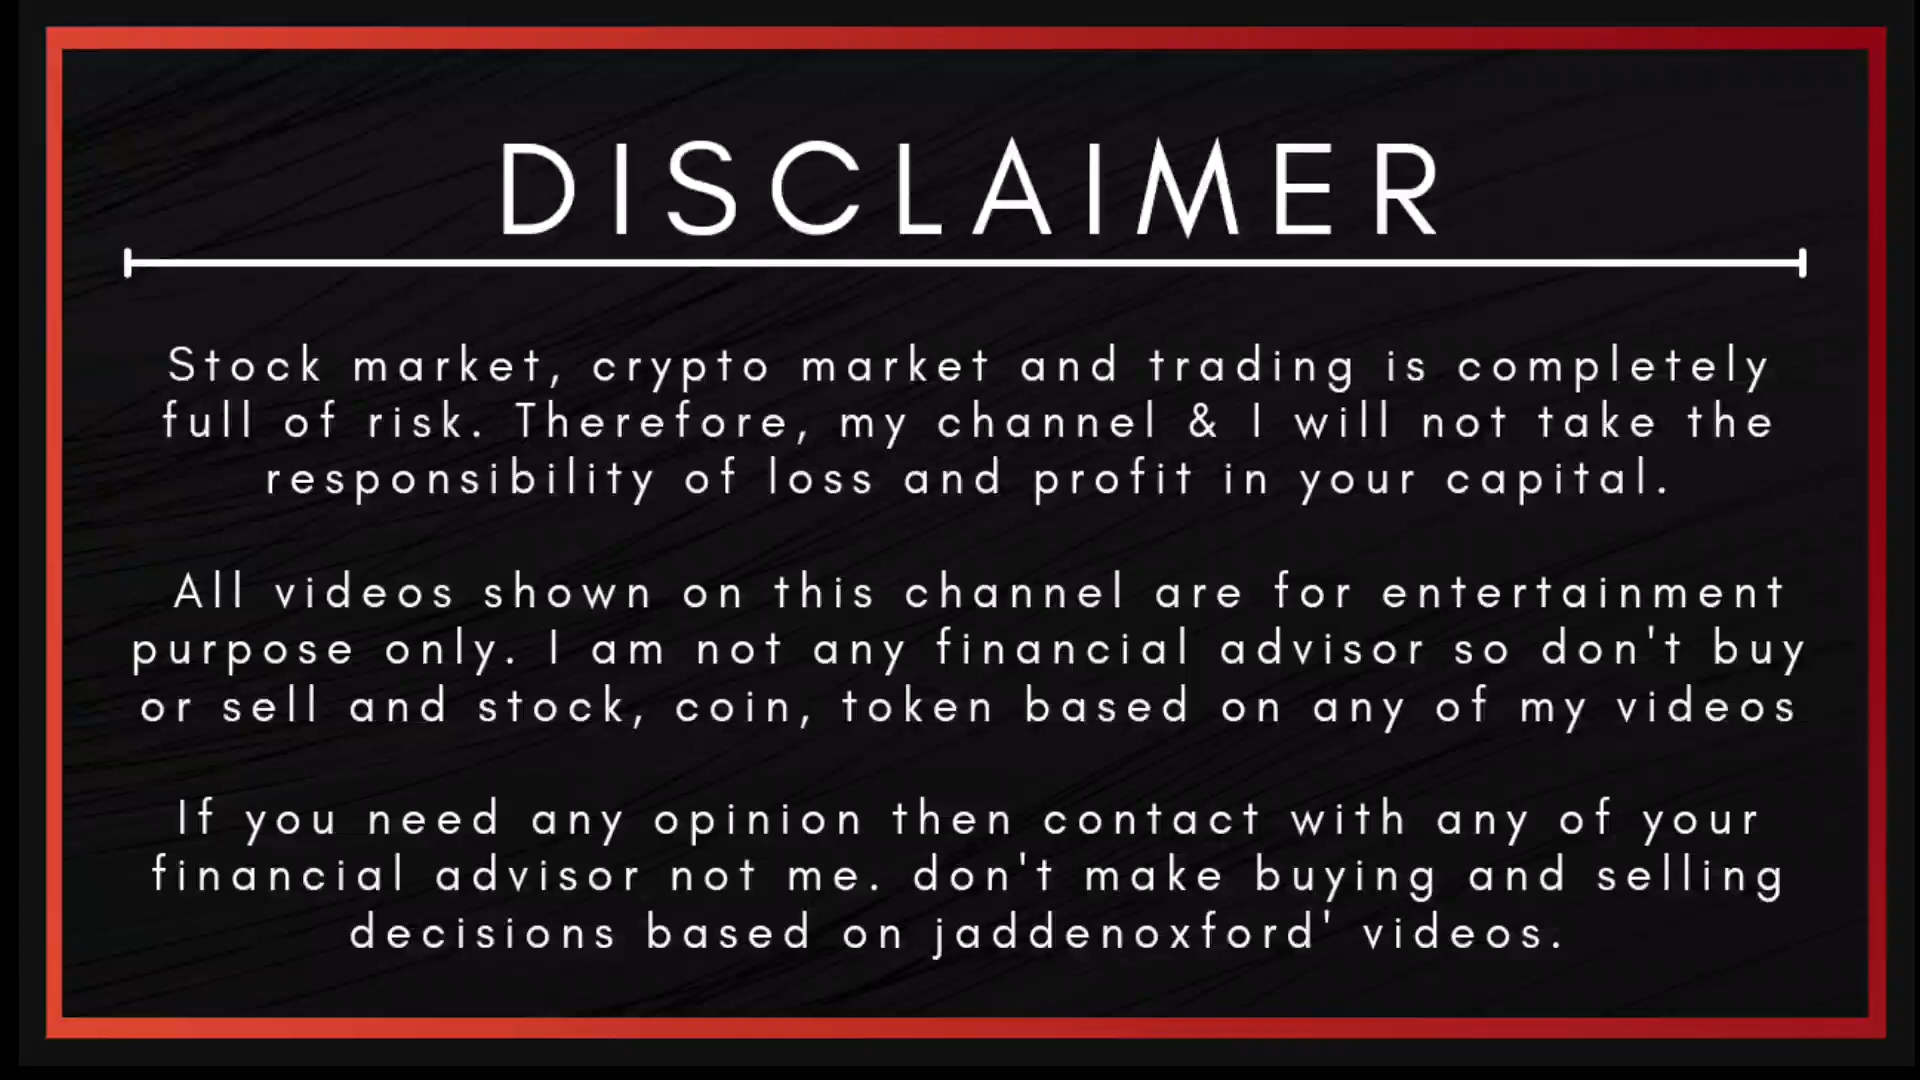 DISCLAIMER
Stock market, crypto market and trading is completely
full of risk. Therefore, my channel & I will not take the
responsibility of loss and profit in your capital.
All videos shown on this channel are for entertainment
purpose only. I am not any financial advisor so don't buy
or sell and stock, coin, token based on any of my videos
If you need any opinion then contact with any of your
financial advisor not me. don't make buying and selling
decisions based on jaddenoxford' videos.